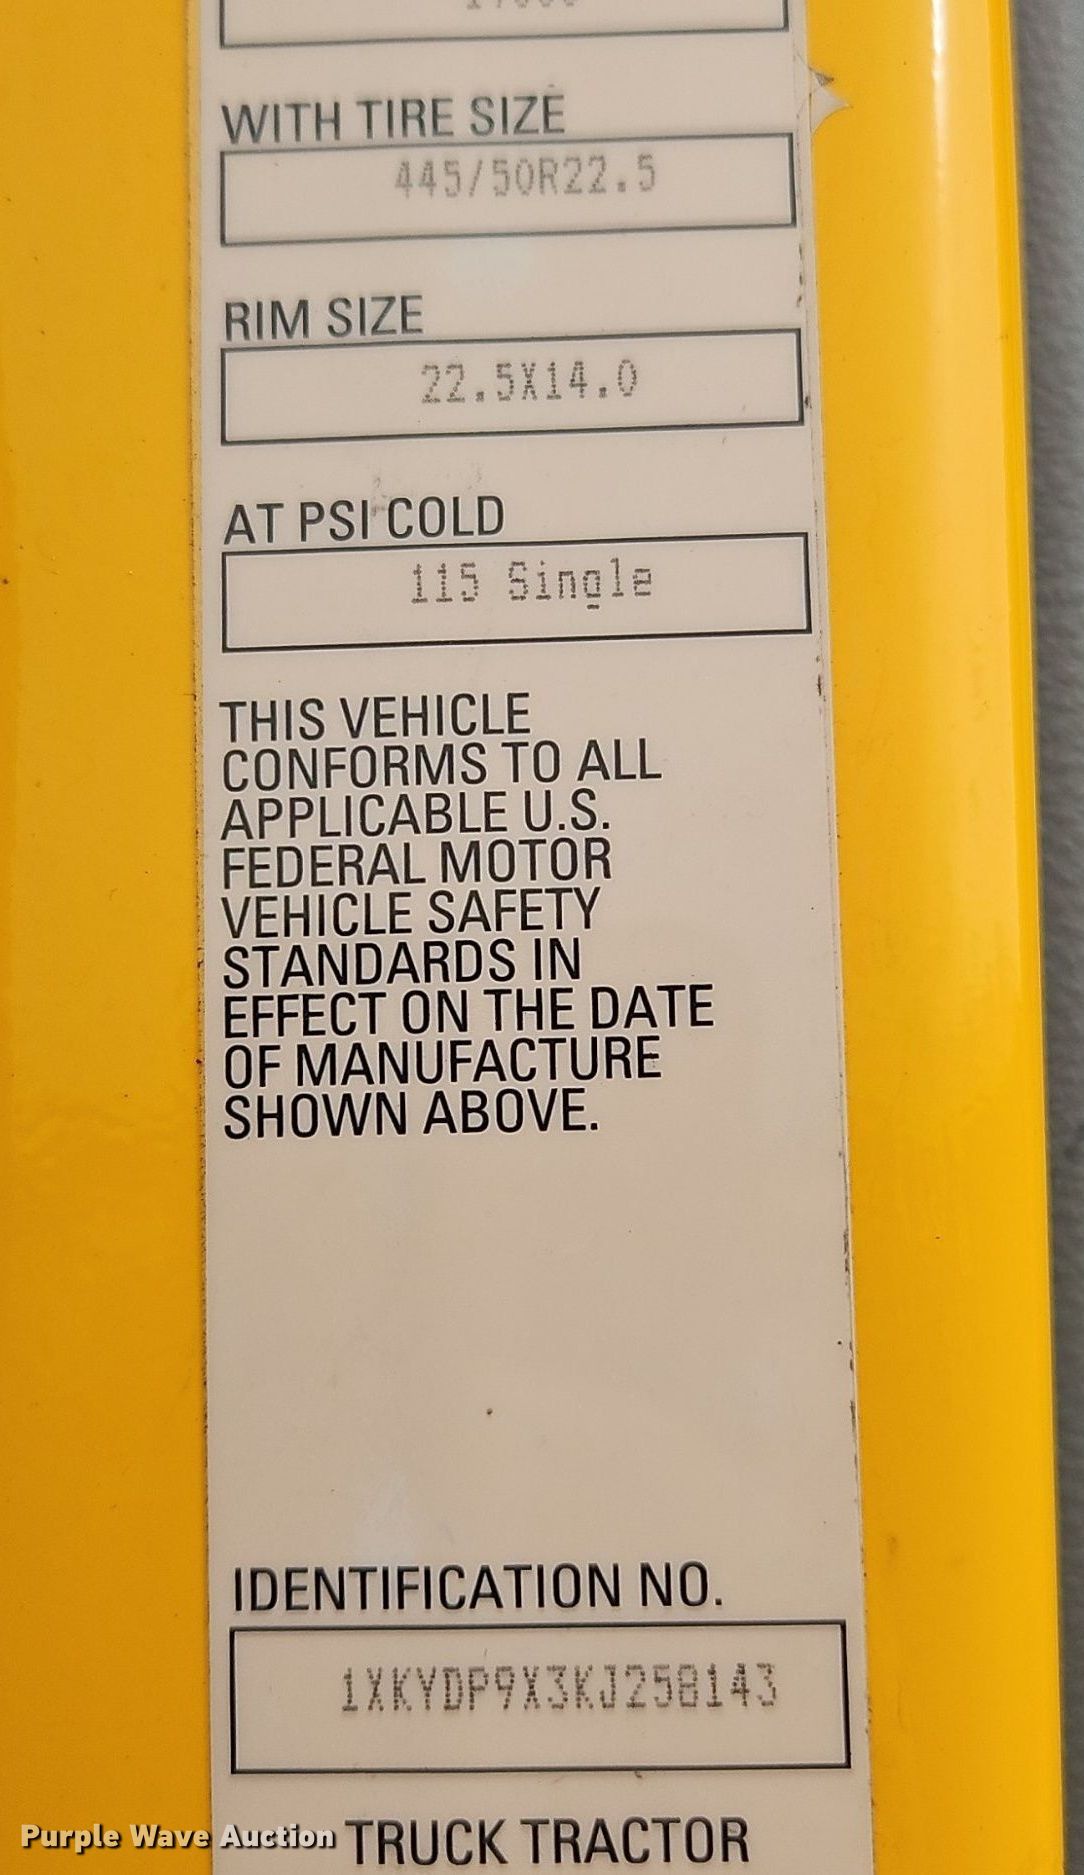 WITH TIRE SIZE
445/50R22.5
RIM SIZE
22.5X14.0
AT PSI COLD
115 Single
THIS VEHICLE
CONFORMS TO ALL
APPLICABLE U.S.
FEDERAL MOTOR
VEHICLE SAFETY
STANDARDS IN
EFFECT ON THE DATE
OF MANUFACTURE
SHOWN ABOVE.
IDENTIFICATION NO.
1XKYDP9X3KJ258143
Purple Wave Auction
TRUCK TRACTOR